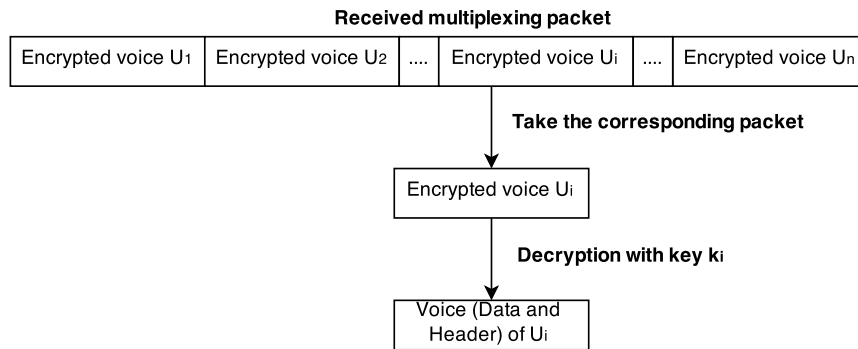 Received multiplexing packet
Encrypted voice U1 Encrypted voice U2 .... Encrypted voice Ui .... Encrypted voice Un
Take the corresponding packet
Encrypted voice Ui
Decryption with key ki
Voice (Data and
Header) of Ui